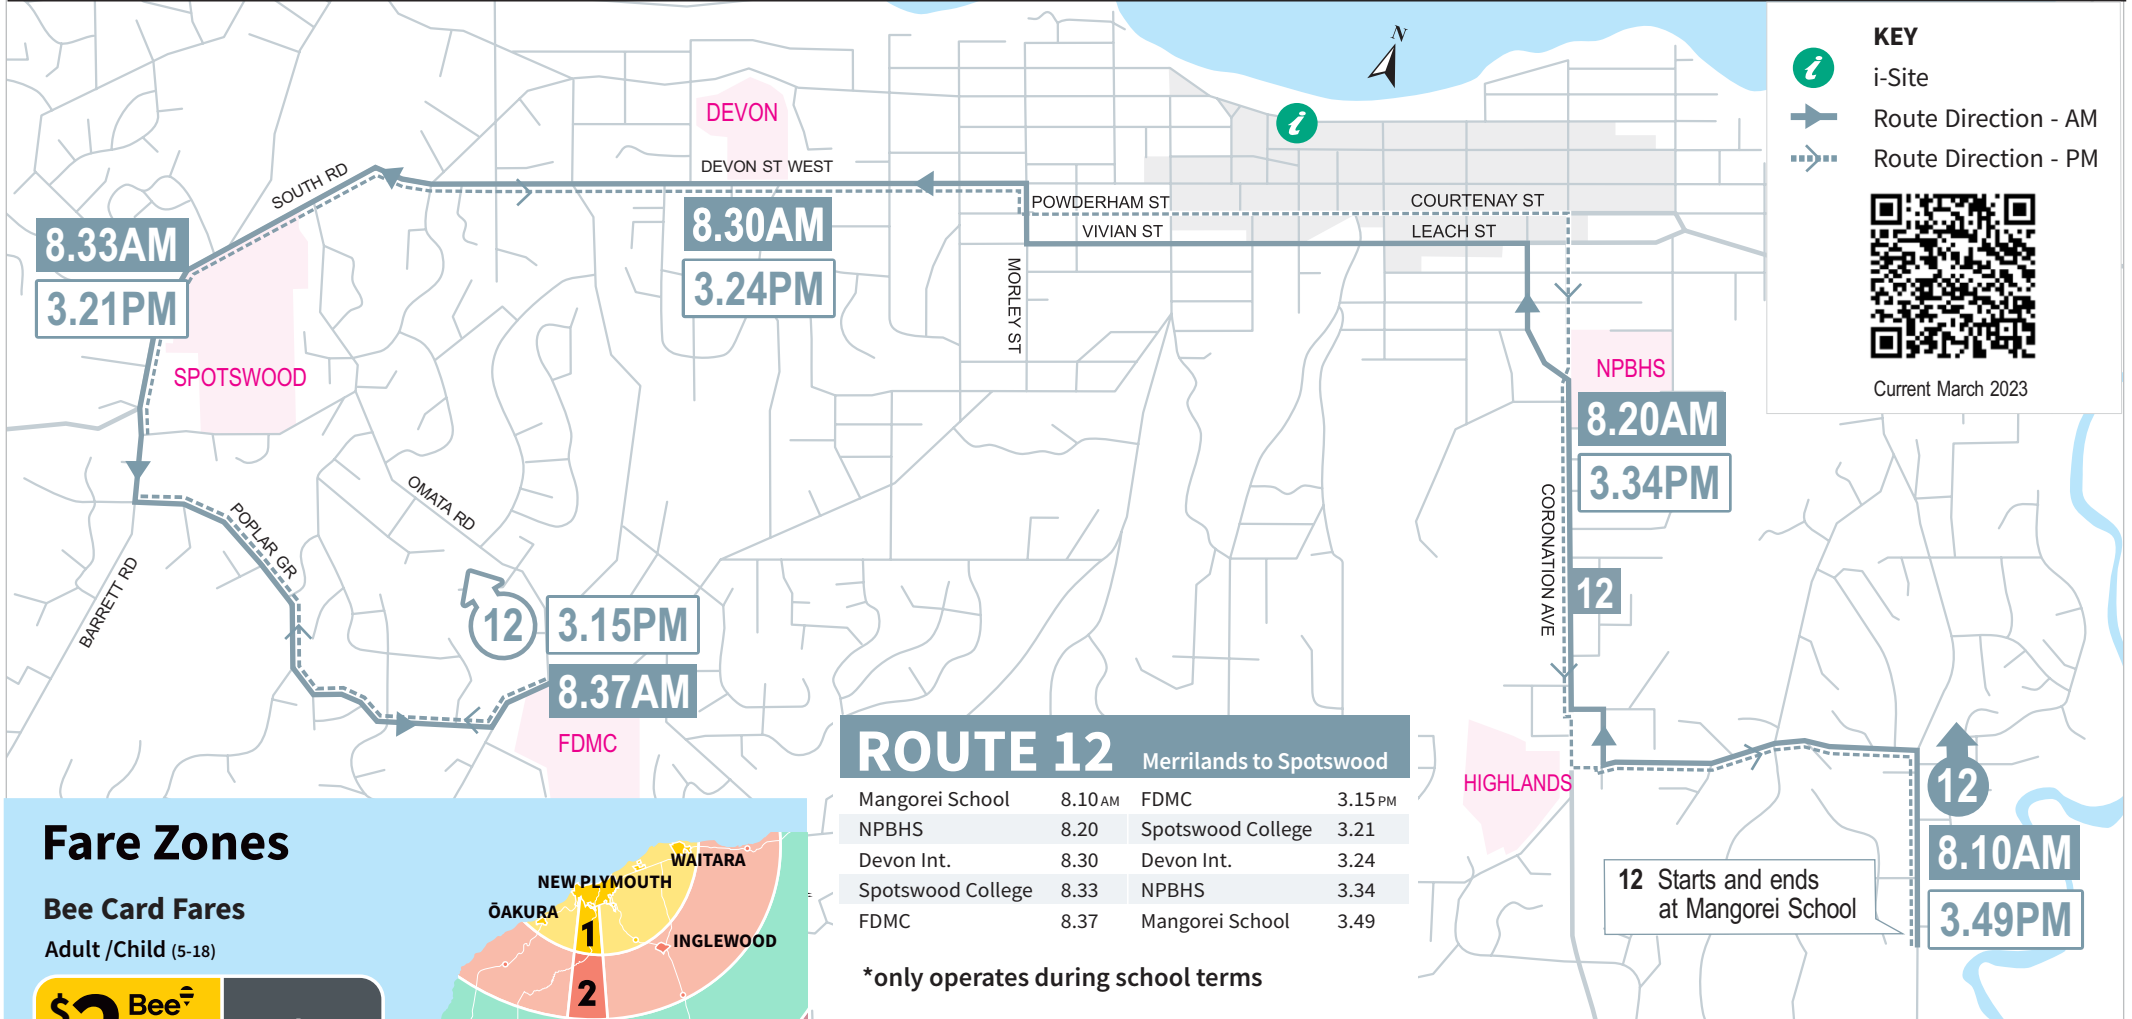 N
KEY
i
i-Site
Route Direction - AM
Route Direction - PM
Current March 2023
i
DEVON
DEVON ST WEST
SOUTH RD
8.33AM
3.21PM
8.30AM
3.24PM
POWDERHAM ST
COURTENAY ST
VIVIAN ST
LEACH ST
MORLEY ST
SPOTSWOOD
NPBHS
8.20AM
3.34PM
CORONATION AVE
12
OMATA RD
POPLAR GR
BARRETT RD
12
3.15PM
8.37AM
FDMC
HIGHLANDS
12
8.10AM
3.49PM
12 Starts and ends
at Mangorei School
ROUTE 12 Merrilands to Spotswood
Mangorei School 8.10 AM FDMC 3.15 PM
NPBHS 8.20 Spotswood College 3.21
Devon Int. 8.30 Devon Int. 3.24
Spotswood College 8.33 NPBHS 3.34
FDMC 8.37 Mangorei School 3.49
*only operates during school terms
Fare Zones
Bee Card Fares
Adult /Child (5-18)
$2 Bee
WAITARA
NEW PLYMOUTH
ŌAKURA
1
INGLEWOOD
2